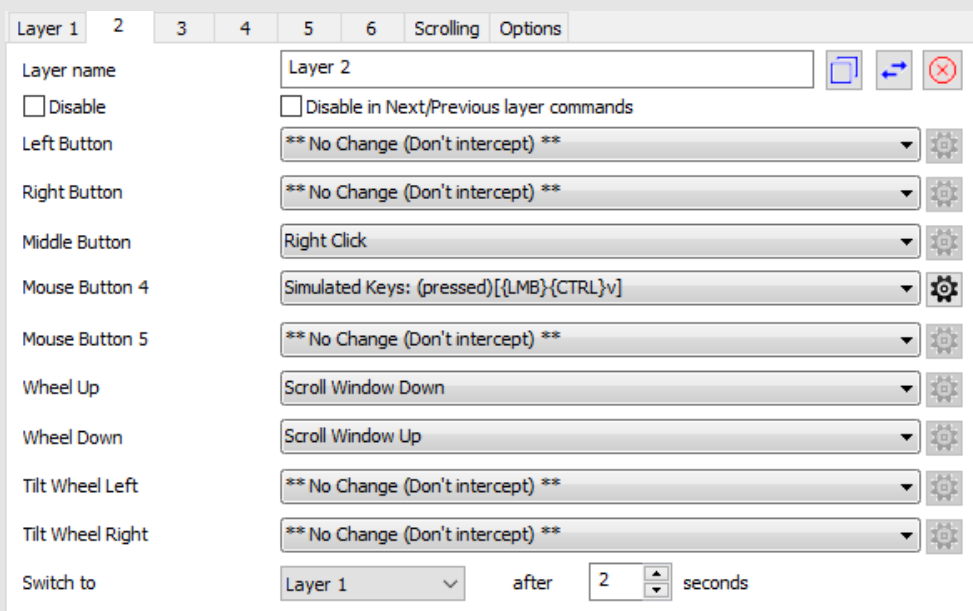 Layer 1 2 3 4 5 6 Scrolling Options
Layer name Layer 2
Disable Disable in Next/Previous layer commands
Left Button ** No Change (Don't intercept) **
Right Button ** No Change (Don't intercept) **
Middle Button Right Click
Mouse Button 4 Simulated Keys: (pressed)[{LMB}{CTRL}v]
Mouse Button 5 ** No Change (Don't intercept) **
Wheel Up Scroll Window Down
Wheel Down Scroll Window Up
Tilt Wheel Left ** No Change (Don't intercept) **
Tilt Wheel Right ** No Change (Don't intercept) **
Switch to Layer 1 after 2 seconds